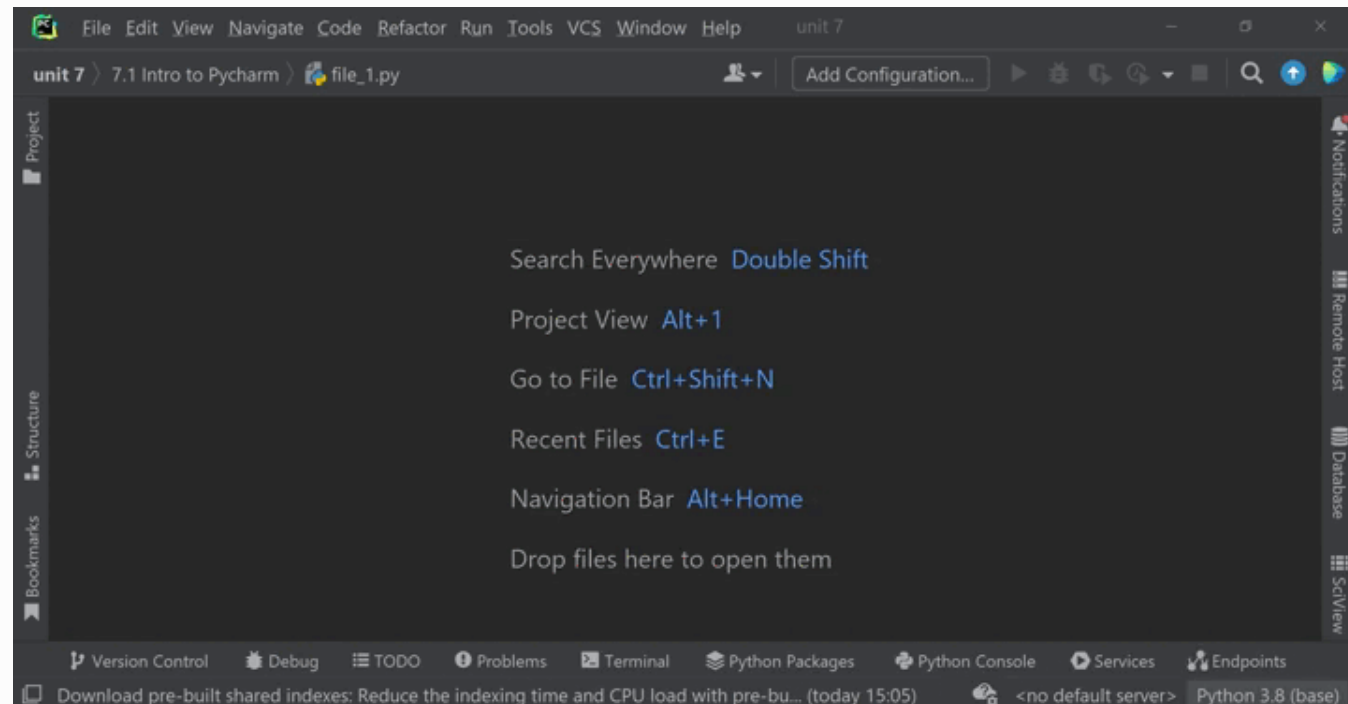 File Edit View Navigate Code Refactor Run Tools VCS Window Help unit 7
unit 7 〉 7.1 Intro to Pycharm 〉 file_1.py Add Configuration...
Project
Structure
Bookmarks
Search Everywhere Double Shift
Project View Alt+1
Go to File Ctrl+Shift+N
Recent Files Ctrl+E
Navigation Bar Alt+Home
Drop files here to open them
Notifications
Remote Host
Database
SciView
Version Control Debug TODO Problems Terminal Python Packages Python Console Services Endpoints
Download pre-built shared indexes: Reduce the indexing time and CPU load with pre-bu... (today 15:05) <no default server> Python 3.8 (base)